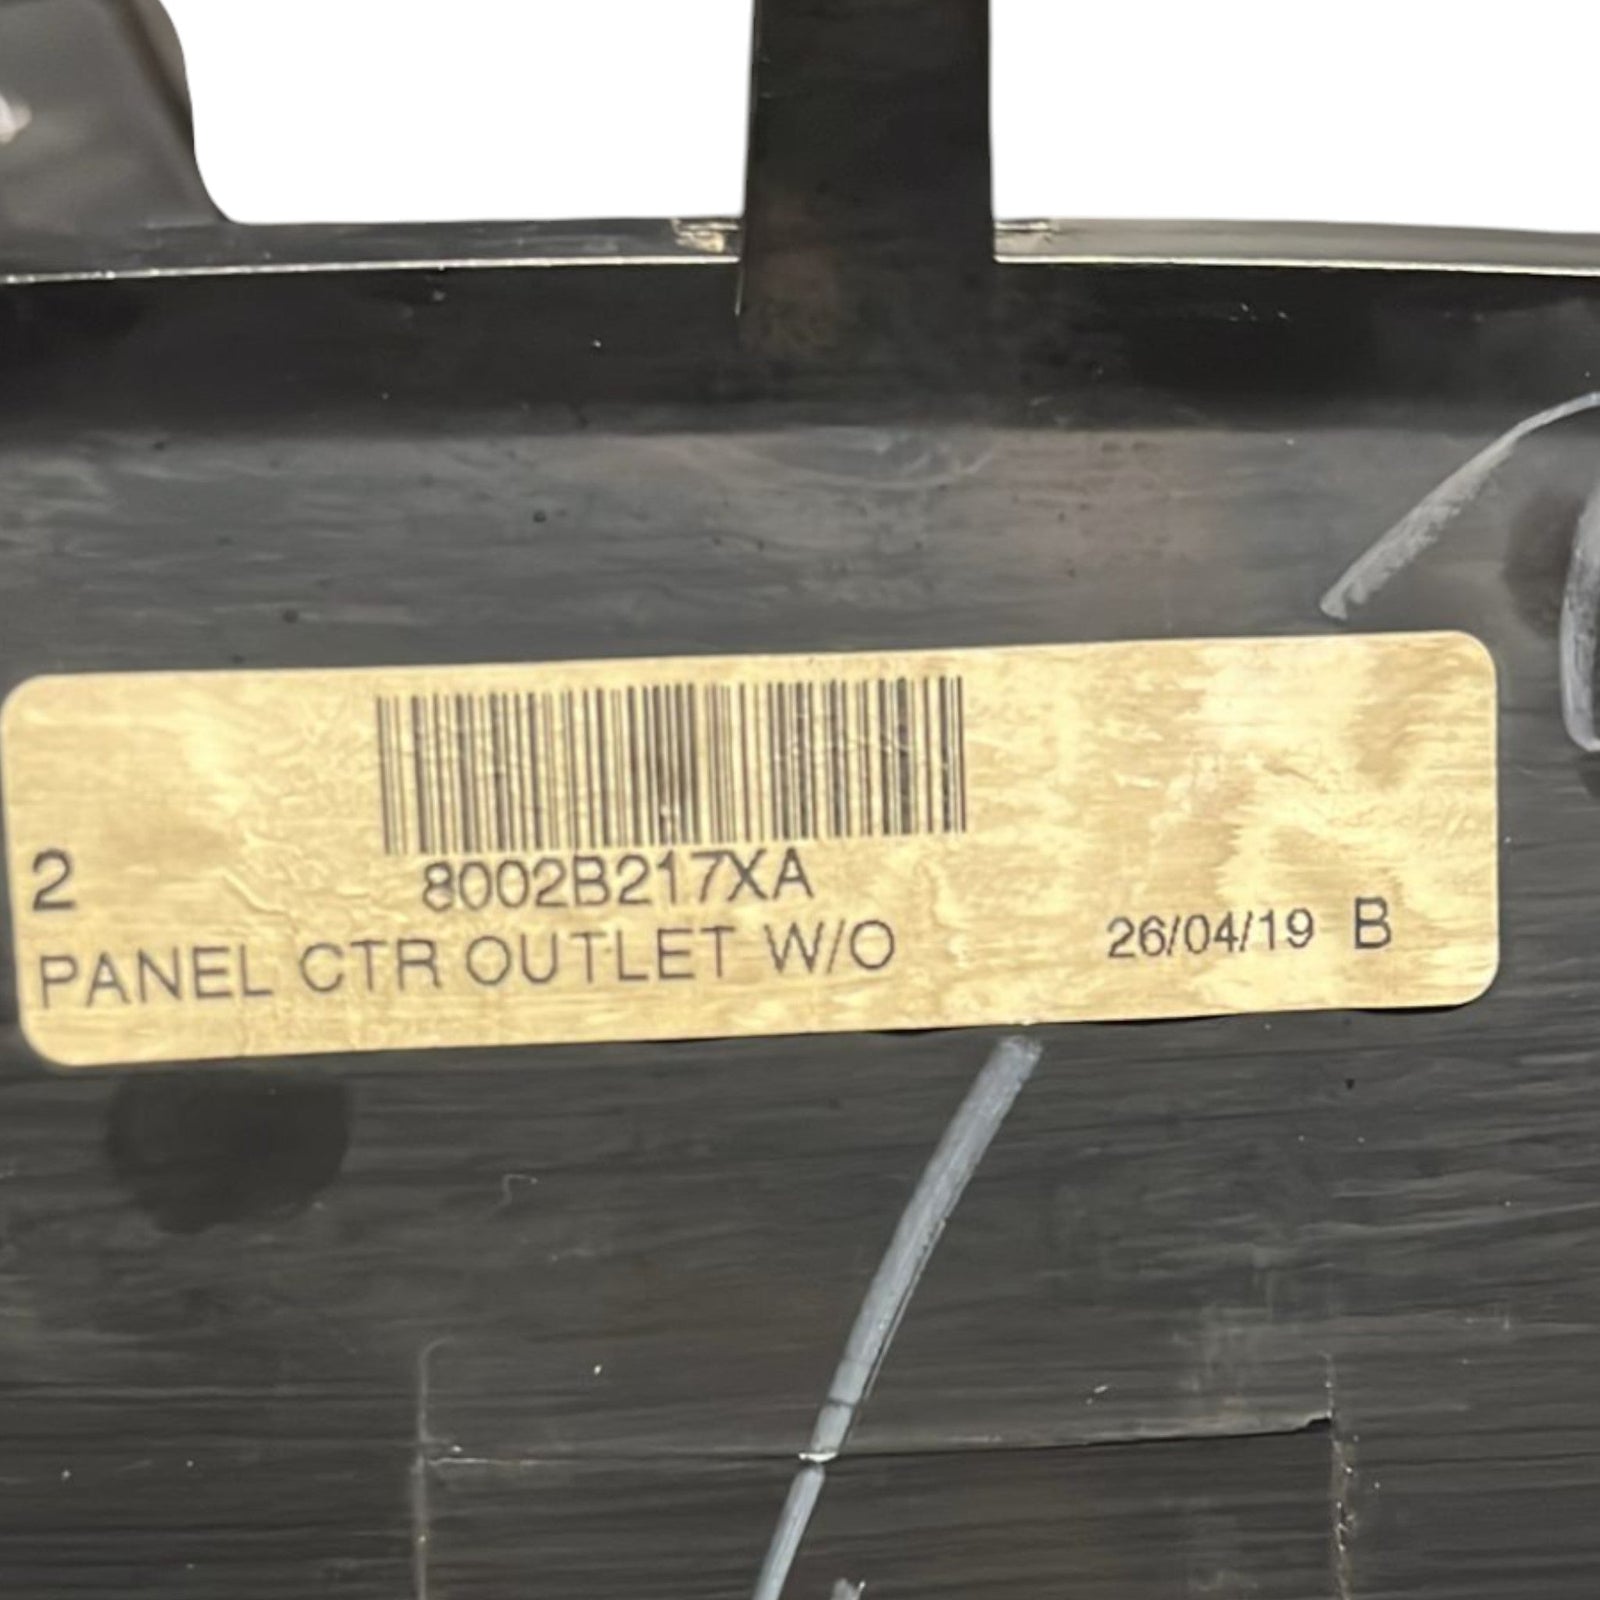 2 8002B217XA
PANEL CTR OUTLET W/O 26/04/19 B